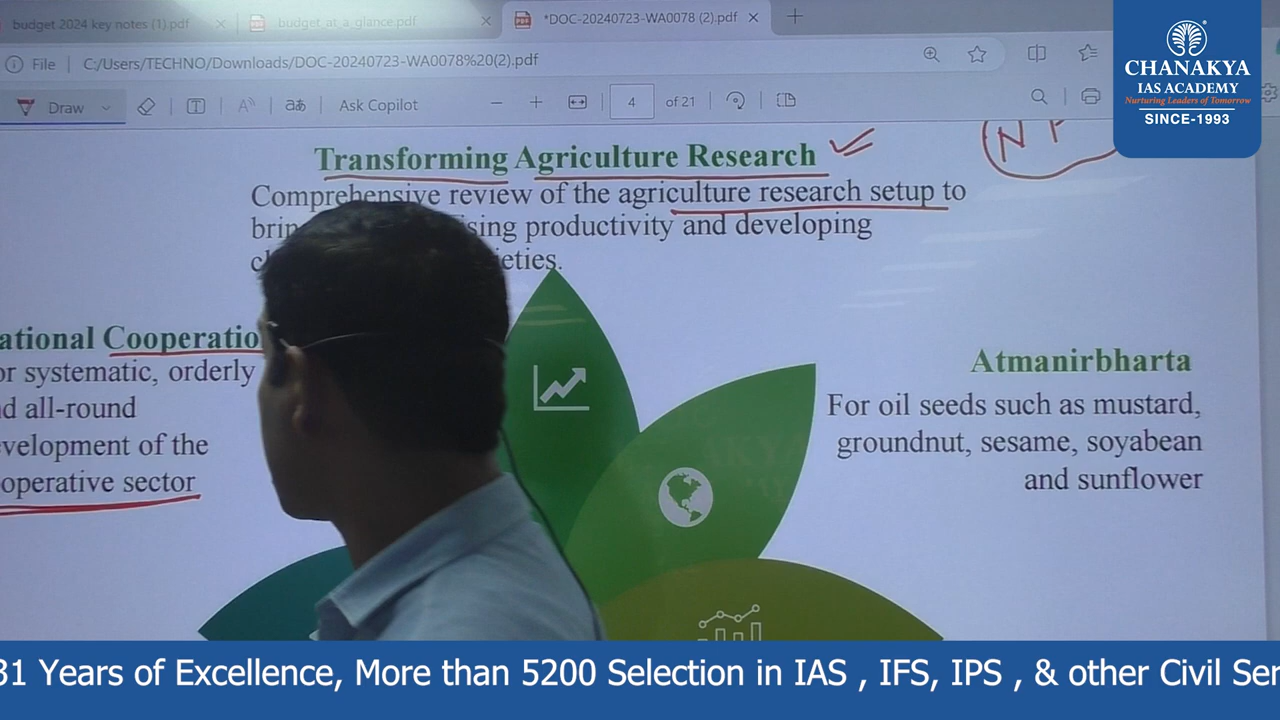 budget 2024 key notes (1).pdf
budget_at_a_glance.pdf
*DOC-20240723-WA0078 (2).pdf
File | C:/Users/TECHNO/Downloads/DOC-20240723-WA0078%20(2).pdf
Draw
Ask Copilot
4 of 21
CHANAKYA
IAS ACADEMY
Nurturing Leaders of Tomorrow
SINCE-1993
N P
Transforming Agriculture Research
Comprehensive review of the agriculture research setup to
sing productivity and developing
ieties.
ational Cooperatio
or systematic, orderly
d all-round
velopment of the
operative sector
Atmanirbharta
For oil seeds such as mustard,
groundnut, sesame, soyabean
and sunflower
31 Years of Excellence, More than 5200 Selection in IAS , IFS, IPS , & other Civil Ser